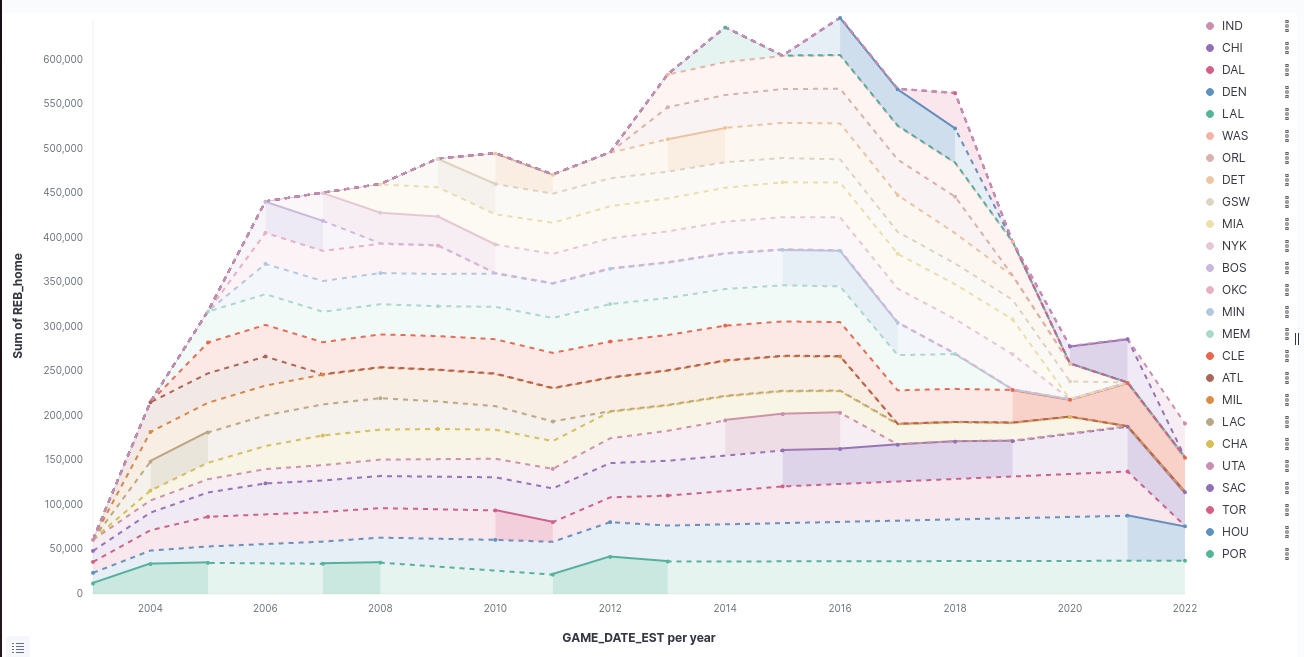 600,000
550,000
500,000
450,000
400,000
350,000
300,000
250,000
200,000
150,000
100,000
50,000
0
Sum of REB_home
2004 2006 2008 2010 2012 2014 2016 2018 2020 2022
GAME_DATE_EST per year
IND
CHI
DAL
DEN
LAL
WAS
ORL
DET
GSW
MIA
NYK
BOS
OKC
MIN
MEM
CLE
ATL
MIL
LAC
CHA
UTA
SAC
TOR
HOU
POR